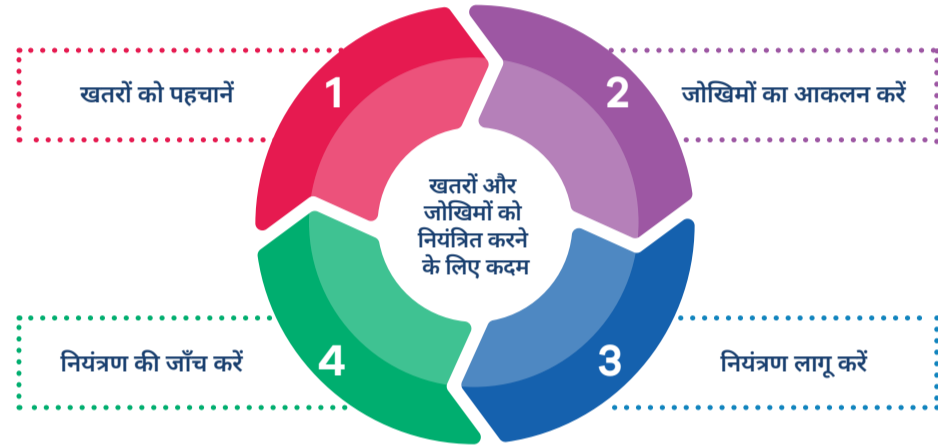 1
खतरों को पहचानें
2
जोखिमों का आकलन करें
खतरों और
जोखिमों को
नियंत्रित करने
के लिए कदम
3
नियंत्रण लागू करें
4
नियंत्रण की जाँच करें